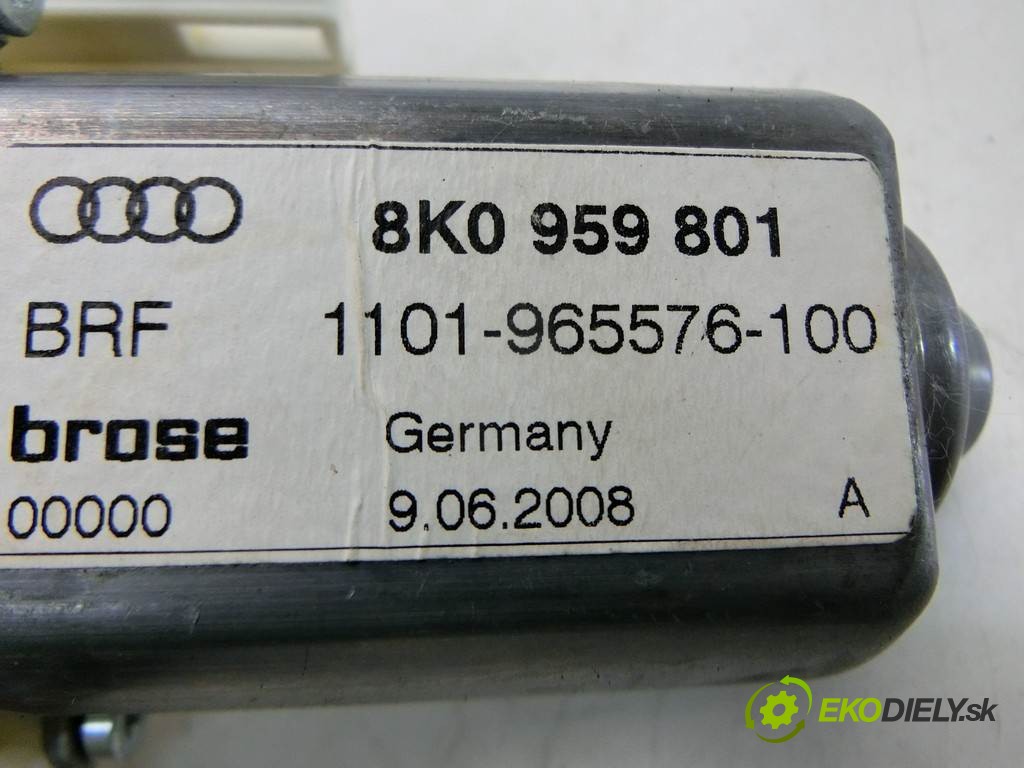 8K0 959 801
BRF 1101-965576-100
brose Germany
00000 9.06.2008 A
EKODIELY.sk